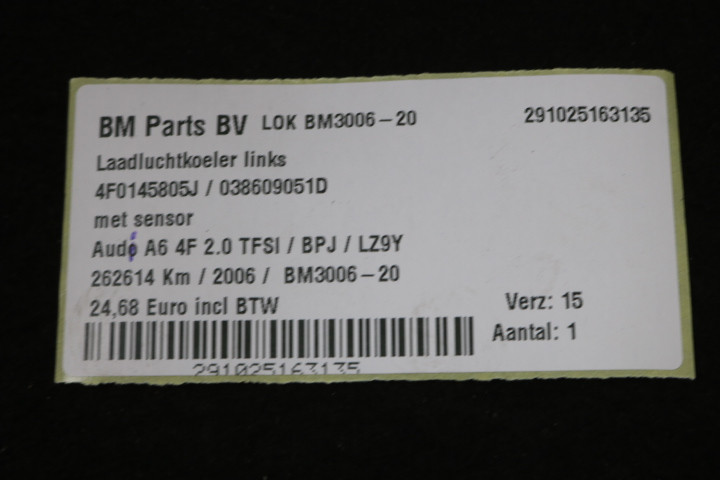 BM Parts BV LOK BM3006-20 291025163135
Laadluchtkoeler links
4F0145805J / 038609051D
met sensor
Audi A6 4F 2.0 TFSI / BPJ / LZ9Y
262614 Km / 2006 / BM3006-20
24,68 Euro incl BTW Verz: 15
Aantal: 1
291025163135